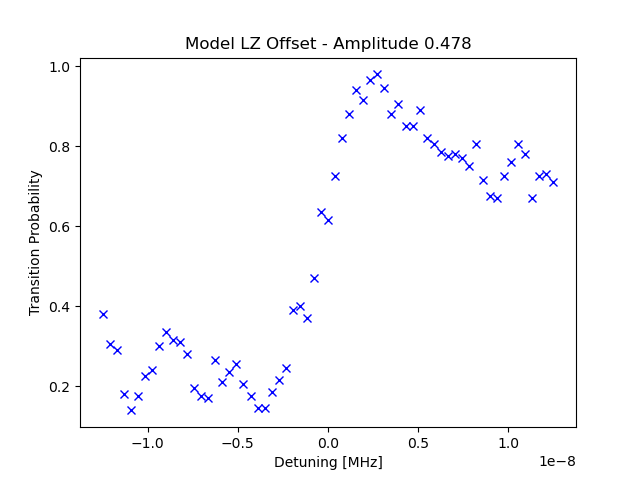 Model LZ Offset - Amplitude 0.478
1.0
0.8
0.6
0.4
0.2
Transition Probability
−1.0 −0.5 0.0 0.5 1.0
1e−8
Detuning [MHz]